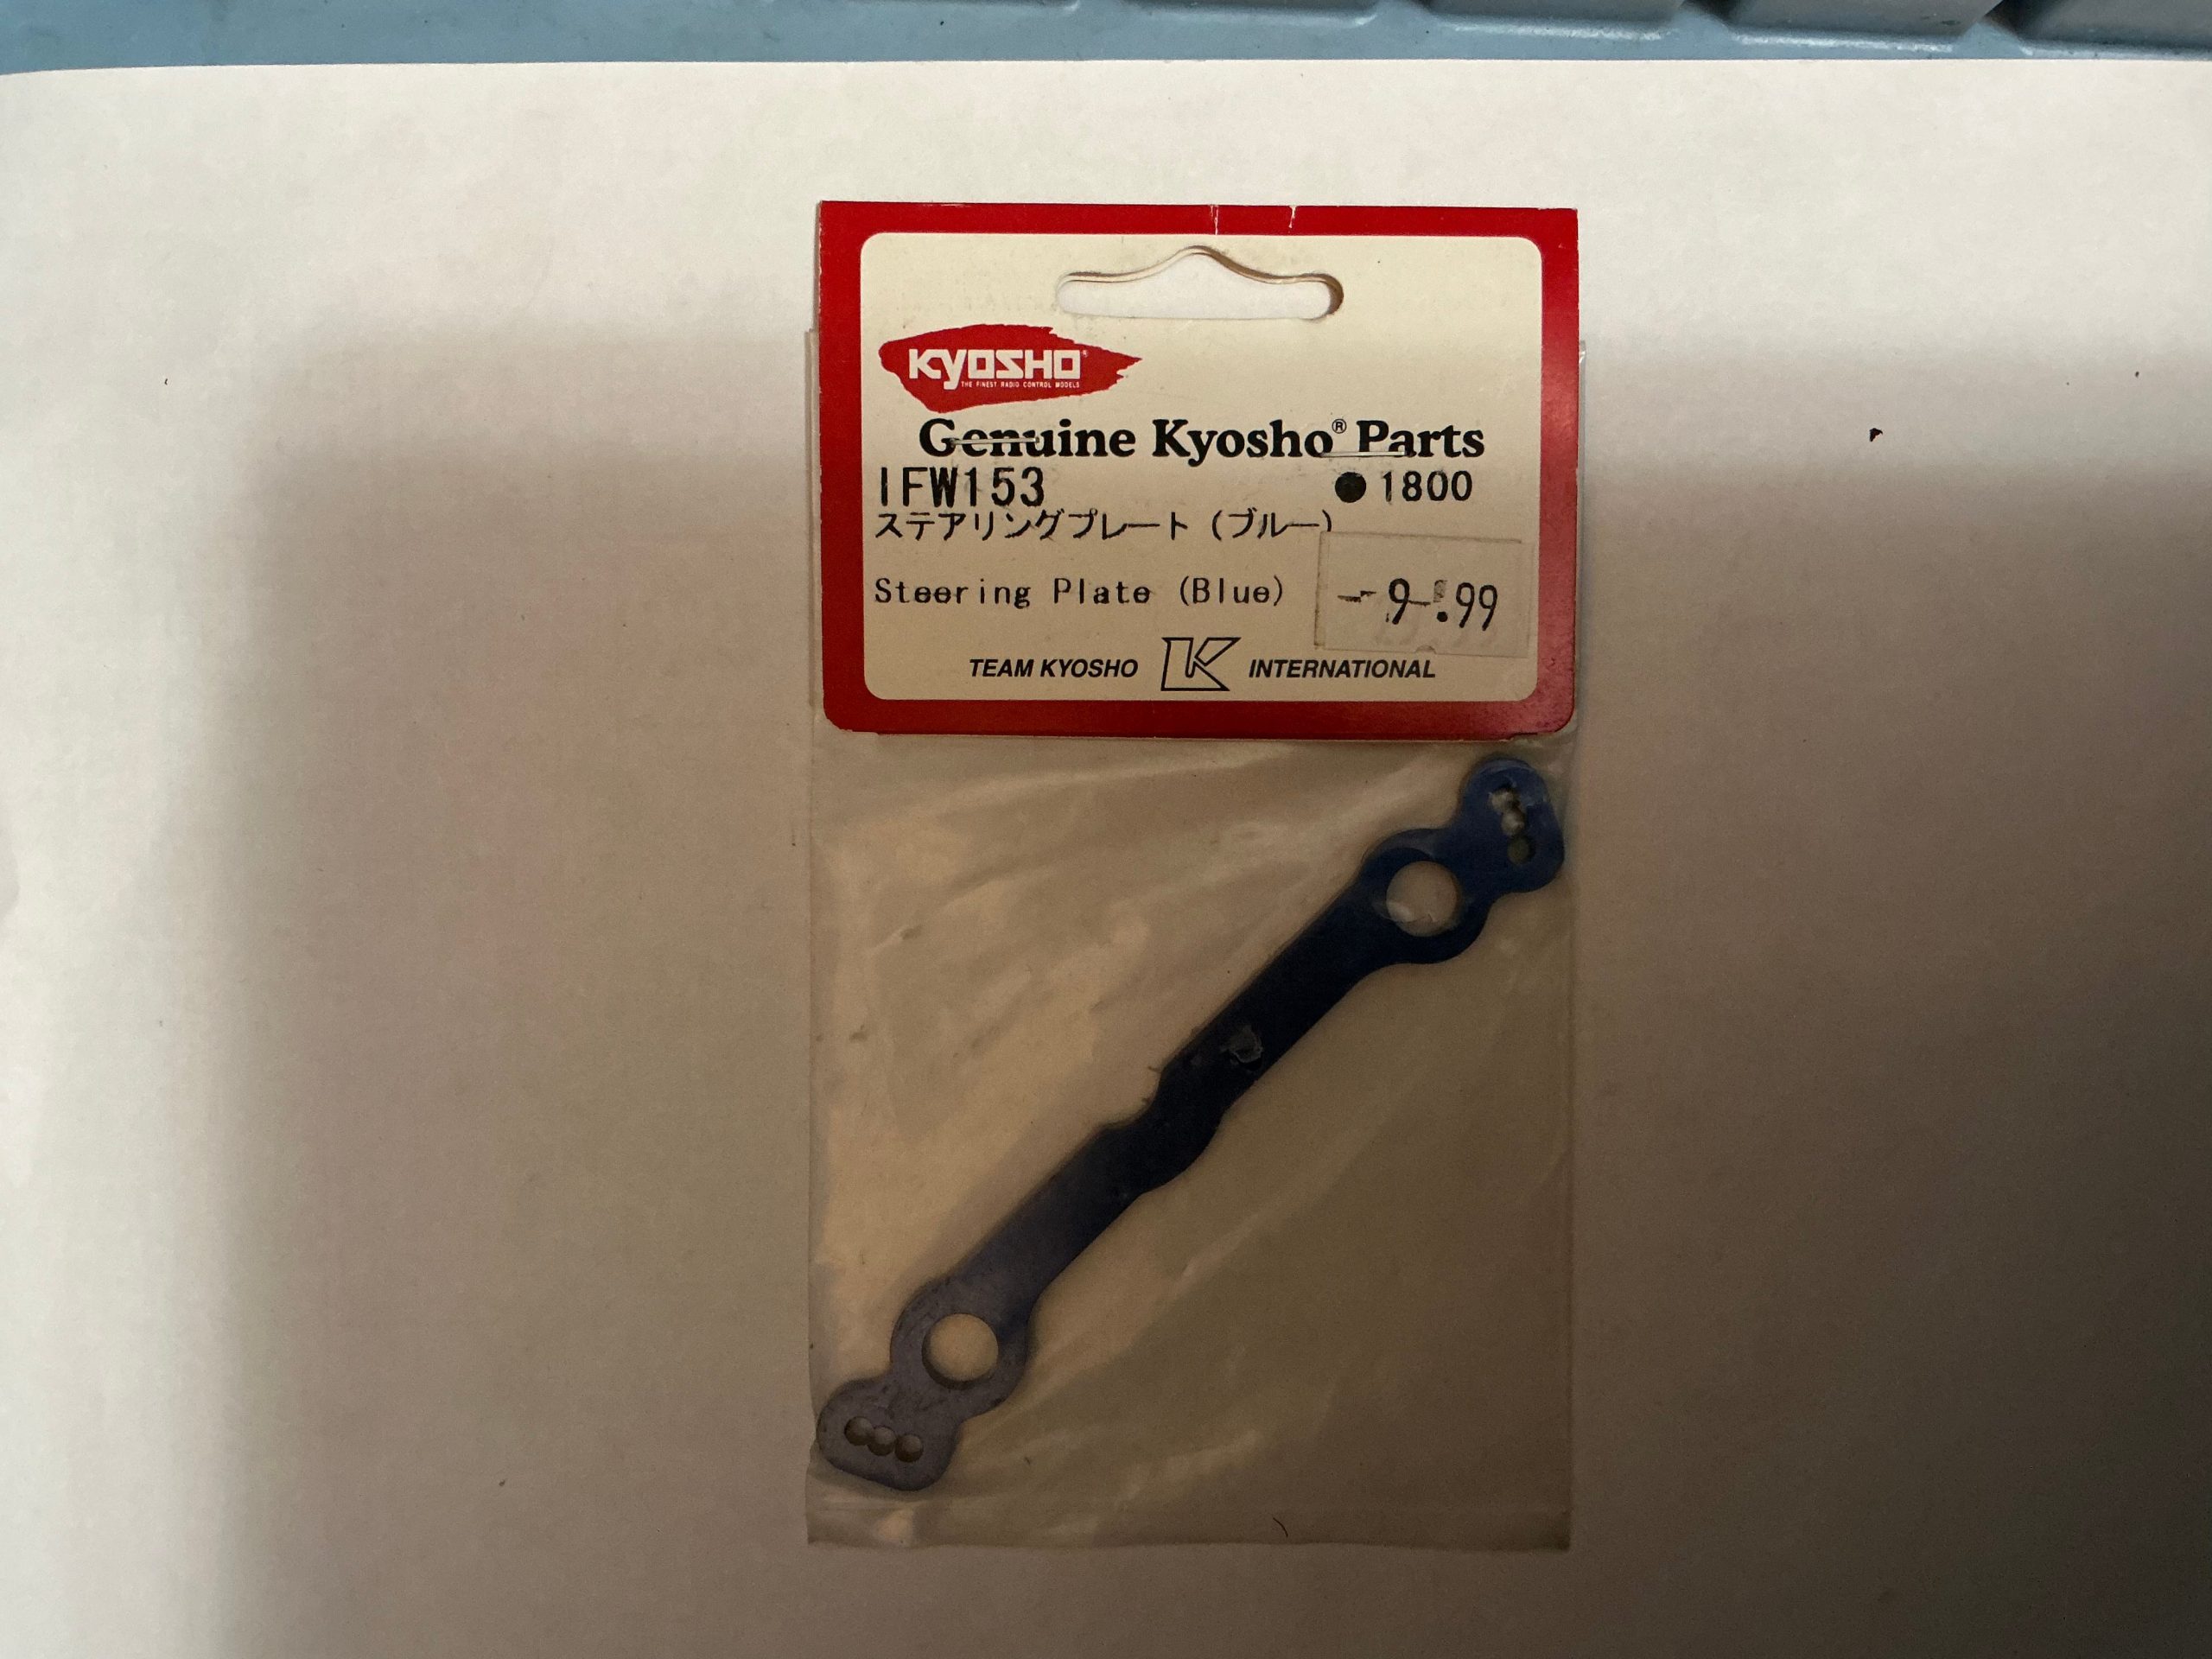 KYOSHO®
THE FINEST RADIO CONTROL MODELS
Genuine Kyosho® Parts
IFW153 ●1800
ステアリングプレート(ブルー)
Steering Plate (Blue)
9.99
TEAM KYOSHO K INTERNATIONAL